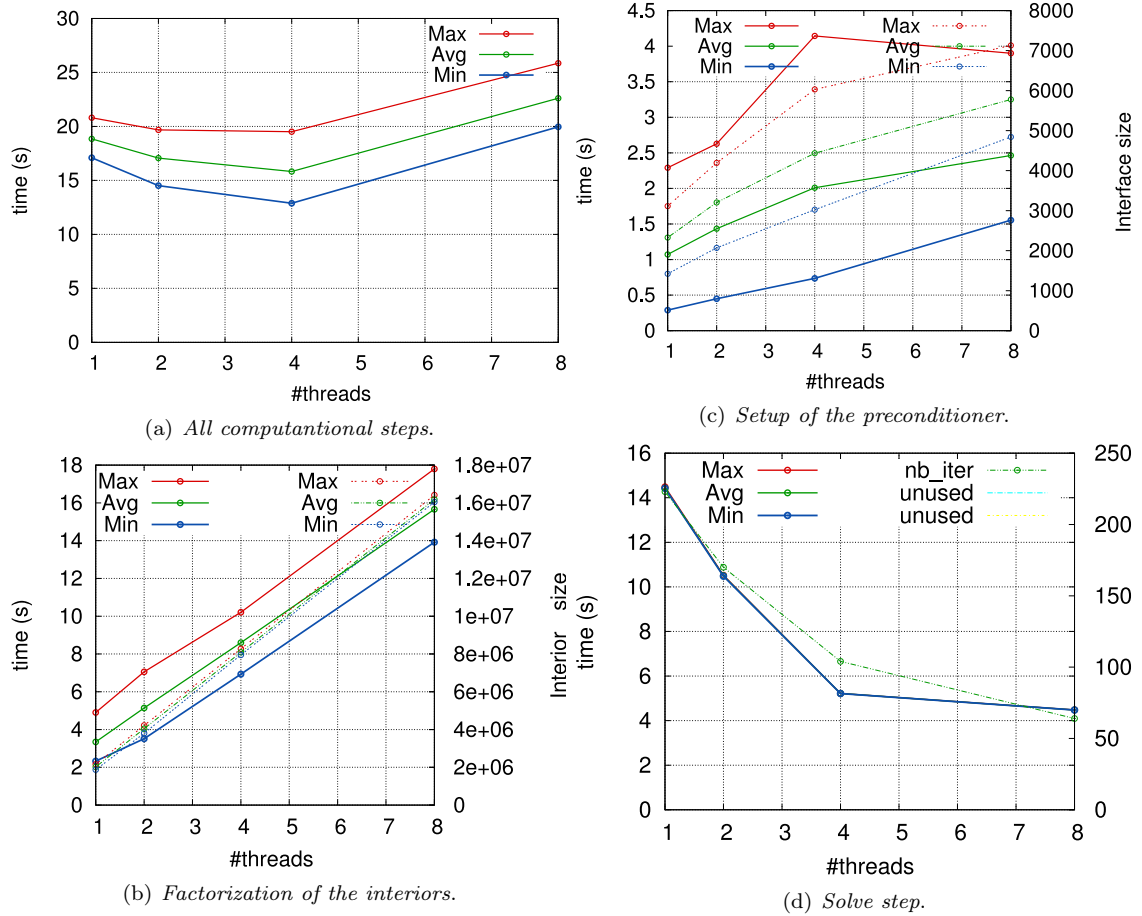 30
25
20
15
10
5
0
time (s)
Max
Avg
Min
1 2 3 4 5 6 7 8
#threads
(a) All computantional steps.
4.5
4
3.5
3
2.5
2
1.5
1
0.5
0
time (s)
Max
Avg
Min
Max
Avg
Min
8000
7000
6000
5000
4000
3000
2000
1000
0
Interface size
1 2 3 4 5 6 7 8
#threads
(c) Setup of the preconditioner.
18
16
14
12
10
8
6
4
2
0
time (s)
Max
Avg
Min
Max
Avg
Min
1.8e+07
1.6e+07
1.4e+07
1.2e+07
1e+07
8e+06
6e+06
4e+06
2e+06
0
Interior size
1 2 3 4 5 6 7 8
#threads
(b) Factorization of the interiors.
16
14
12
10
8
6
4
2
0
time (s)
Max
Avg
Min
nb_iter
unused
unused
250
200
150
100
50
0
1 2 3 4 5 6 7 8
#threads
(d) Solve step.